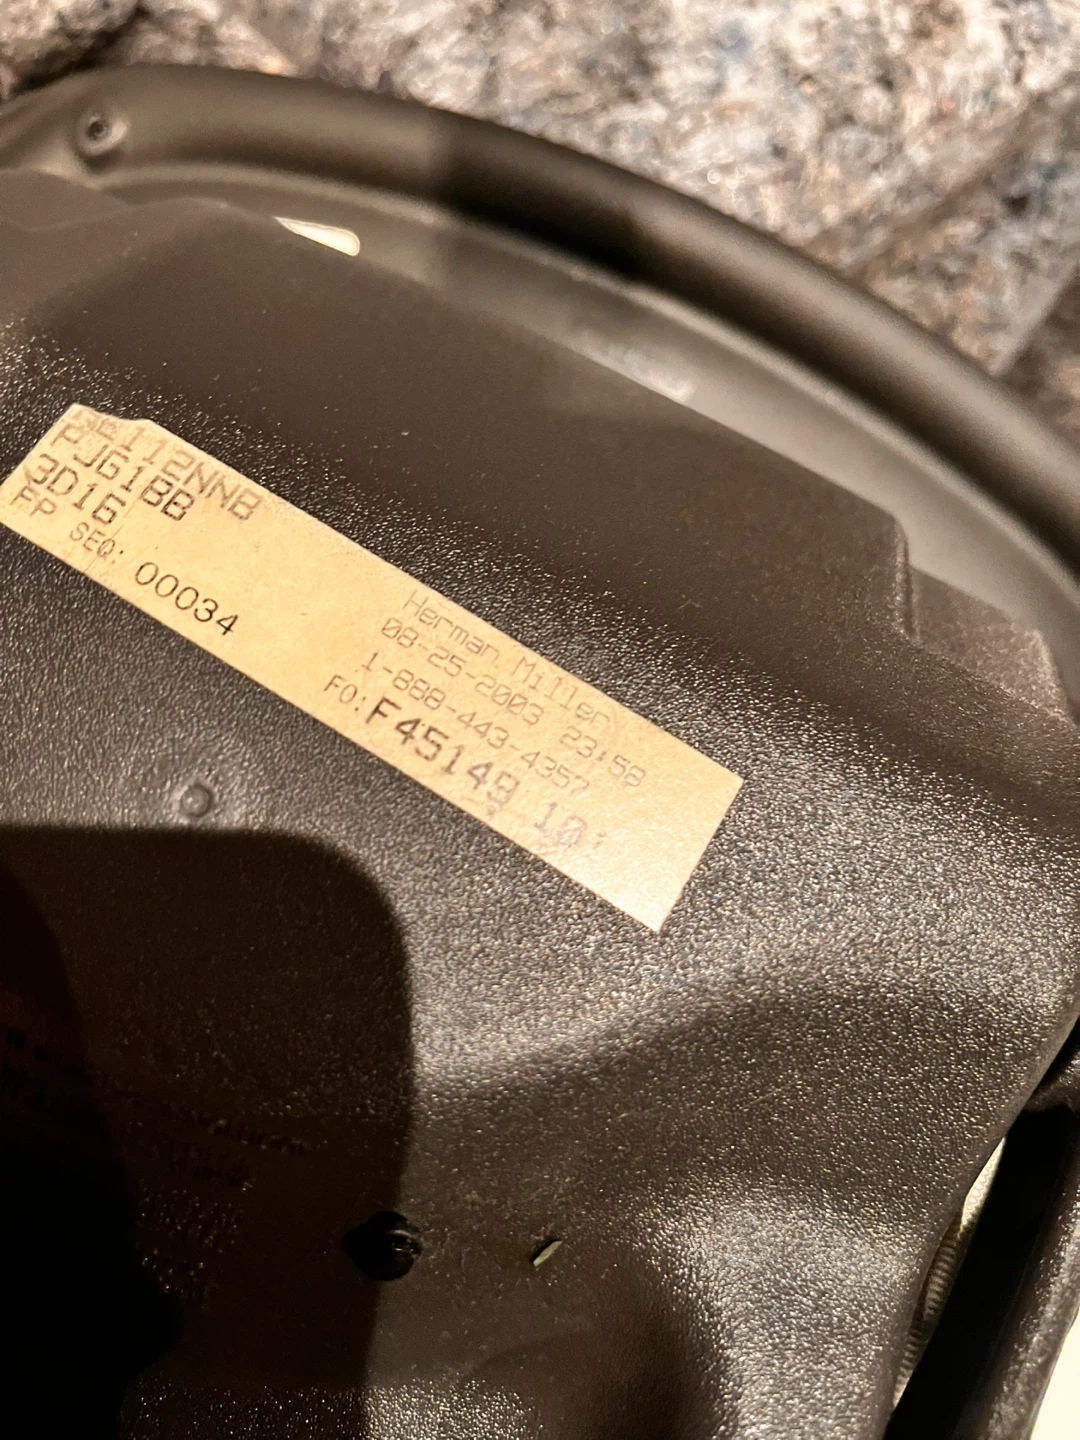 PJG1BB
3D16
FP SEQ: 00034
Herman Miller
08-25-2003 23:58
1-888-443-4357
FO: F45149 10